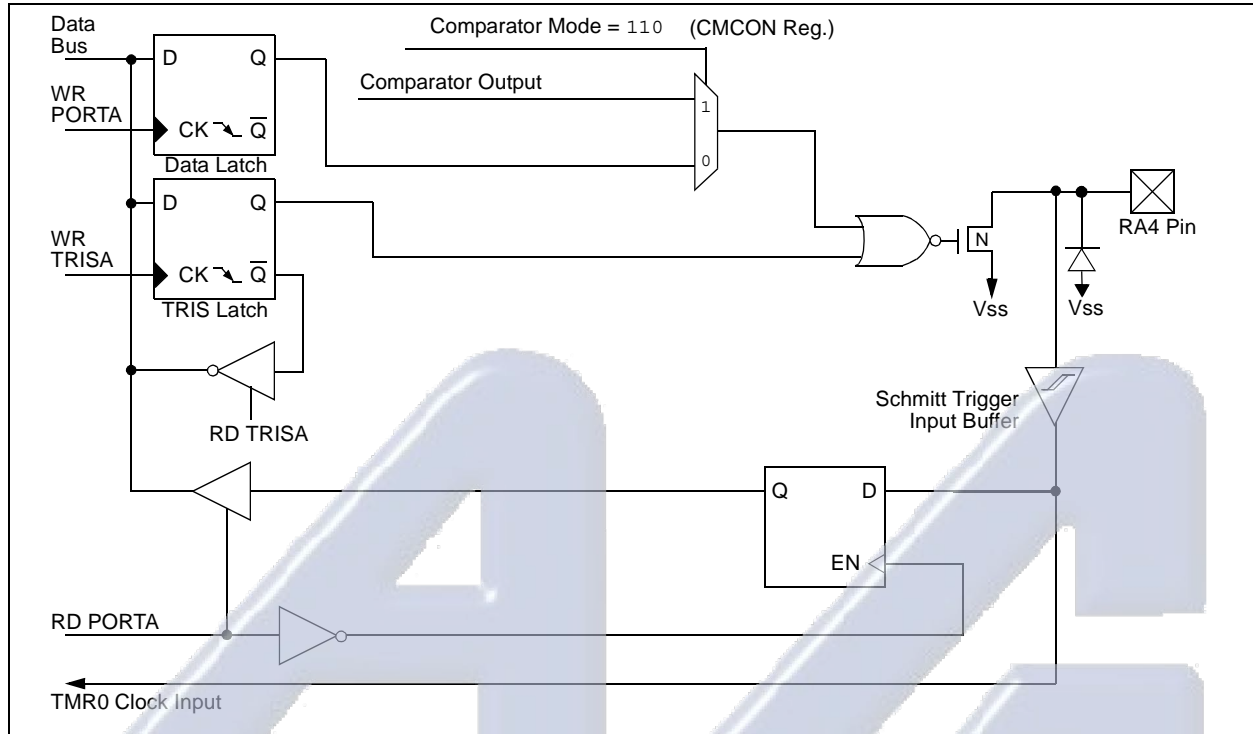 Data
Bus
Comparator Mode = 110 (CMCON Reg.)
D Q
Comparator Output
WR
PORTA
1
CK Q
Data Latch
0
D Q
WR
TRISA
N
RA4 Pin
CK Q
TRIS Latch
Vss
Vss
Schmitt Trigger
Input Buffer
RD TRISA
Q D
EN
RD PORTA
TMR0 Clock Input